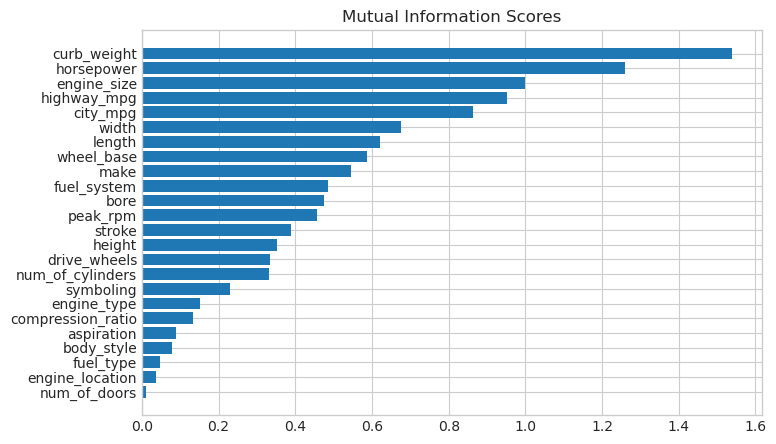 Mutual Information Scores
curb_weight
horsepower
engine_size
highway_mpg
city_mpg
width
length
wheel_base
make
fuel_system
bore
peak_rpm
stroke
height
drive_wheels
num_of_cylinders
symboling
engine_type
compression_ratio
aspiration
body_style
fuel_type
engine_location
num_of_doors
0.0 0.2 0.4 0.6 0.8 1.0 1.2 1.4 1.6